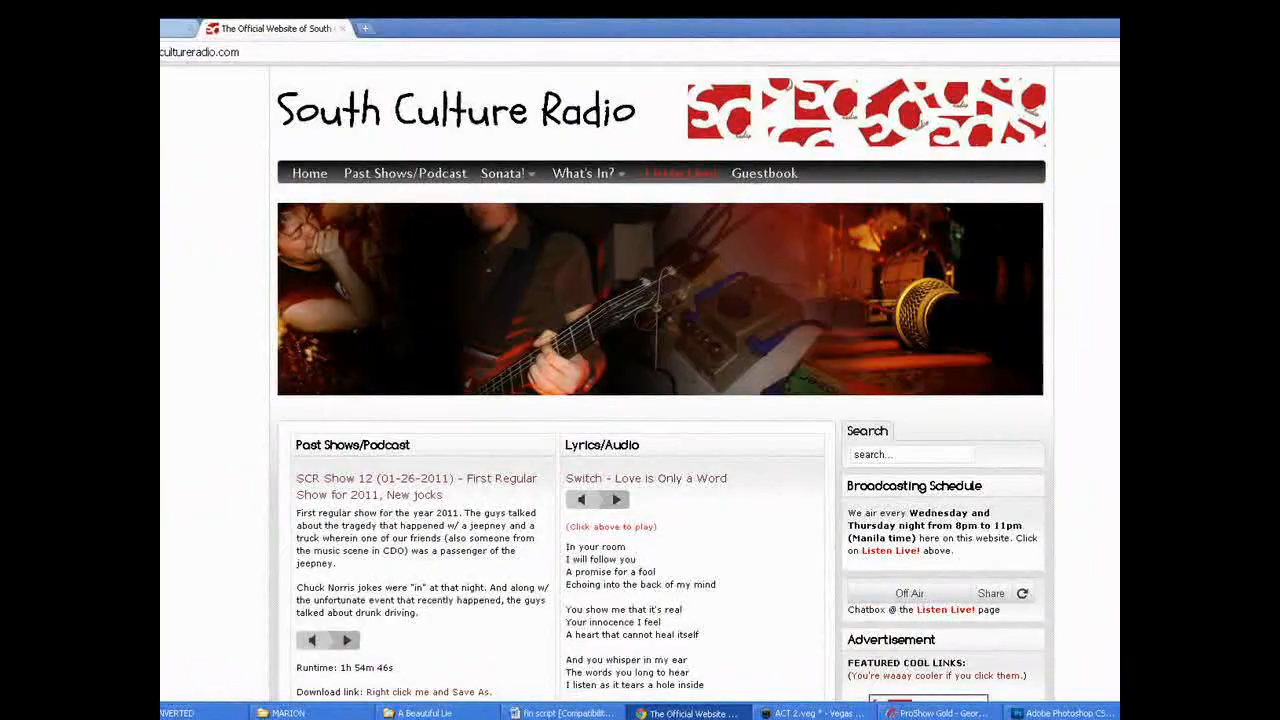 The Official Website of South
cultureradio.com
South Culture Radio
Home Past Shows/Podcast Sonata! What's In? Listen Live! Guestbook
Past Shows/Podcast
SCR Show 12 (01-26-2011) - First Regular
Show for 2011, New jocks
First regular show for the year 2011. The guys talked
about the tragedy that happened w/ a jeepney and a
truck wherein one of our friends (also someone from
the music scene in CDO) was a passenger of the
jeepney.
Chuck Norris jokes were "in" at that night. And along w/
the unfortunate event that recently happened, the guys
talked about drunk driving.
Runtime: 1h 54m 46s
Download link: Right click me and Save As.
Lyrics/Audio
Switch - Love is Only a Word
(Click above to play)
In your room
I will follow you
A promise for a fool
Echoing into the back of my mind
You show me that it's real
Your innocence I feel
A heart that cannot heal itself
And you whisper in my ear
The words you long to hear
I listen as it tears a hole inside
Search
search...
Broadcasting Schedule
We air every Wednesday and
Thursday night from 8pm to 11pm
(Manila time) here on this website. Click
on Listen Live! above.
Off Air Share
Chatbox @ the Listen Live! page
Advertisement
FEATURED COOL LINKS:
(You're waaay cooler if you click them.)
NVERTED MARION A Beautiful Lie fin script [Compatibilit... The Official Website ... ACT 2.veg * - Vegas ... ProShow Gold - Geor... Adobe Photoshop CS...